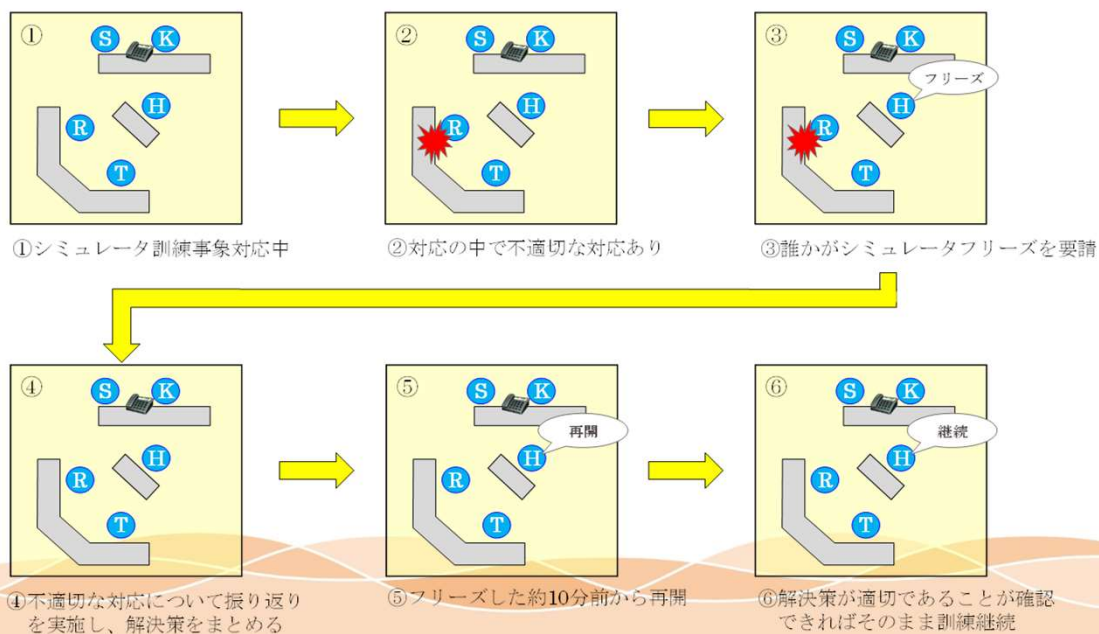 ①
S
K
R
H
T
①シミュレータ訓練事象対応中
②
S
K
R
H
T
②対応の中で不適切な対応あり
③
S
K
フリーズ
R
H
T
③誰かがシミュレータフリーズを要請
④
S
K
R
H
T
④不適切な対応について振り返り
を実施し、解決策をまとめる
⑤
S
K
再開
R
H
T
⑤フリーズした約10分前から再開
⑥
S
K
継続
R
H
T
⑥解決策が適切であることが確認
できればそのまま訓練継続